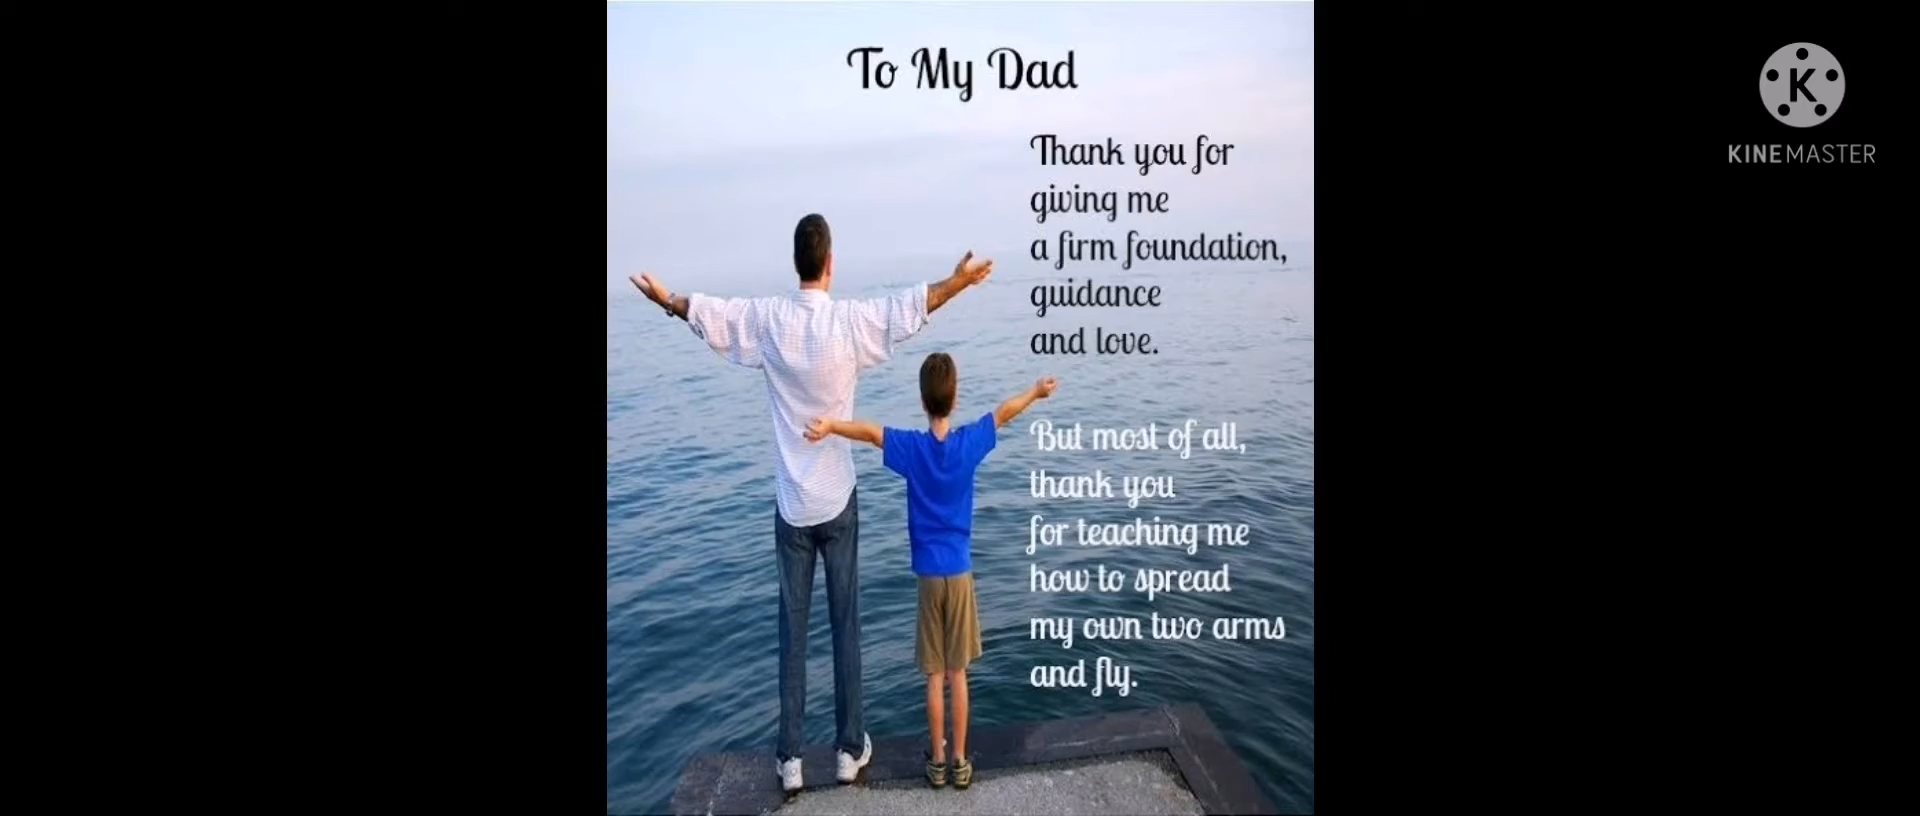 To My Dad
Thank you for
giving me
a firm foundation,
guidance
and love.
But most of all,
thank you
for teaching me
how to spread
my own two arms
and fly.
K
KINEMASTER